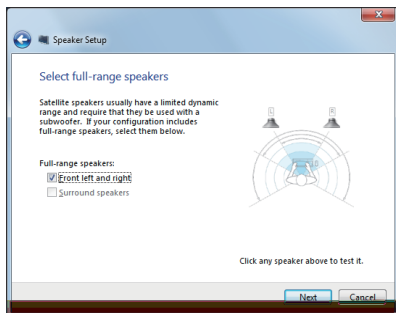 Speaker Setup
Select full-range speakers
Satellite speakers usually have a limited dynamic
range and require that they be used with a
subwoofer. If your configuration includes
full-range speakers, select them below.
L R
Full-range speakers:
Front left and right
Surround speakers
Click any speaker above to test it.
Next Cancel